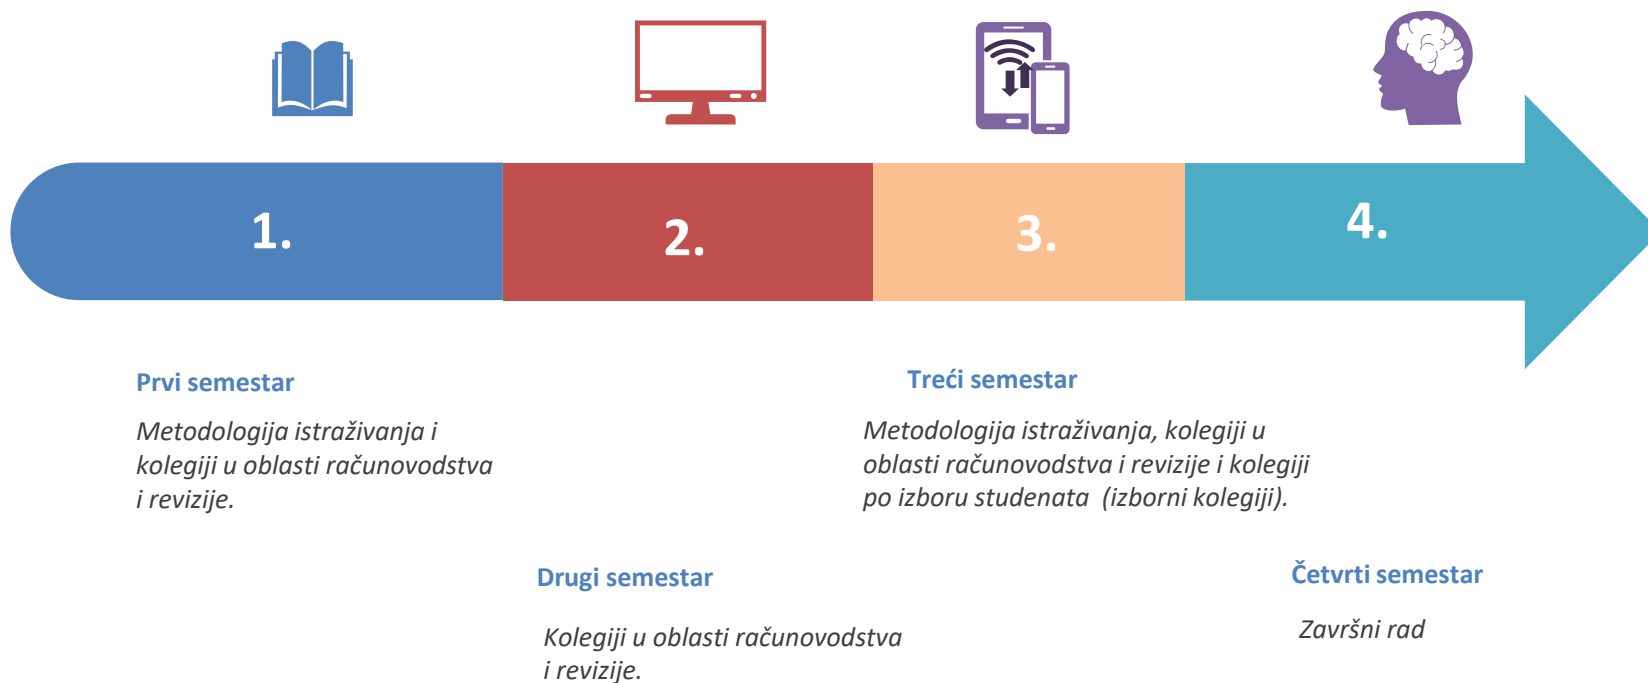 1.
2.
3.
4.
Prvi semestar
Metodologija istraživanja i
kolegiji u oblasti računovodstva
i revizije.
Drugi semestar
Kolegiji u oblasti računovodstva
i revizije.
Treći semestar
Metodologija istraživanja, kolegiji u
oblasti računovodstva i revizije i kolegiji
po izboru studenata (izborni kolegiji).
Četvrti semestar
Završni rad